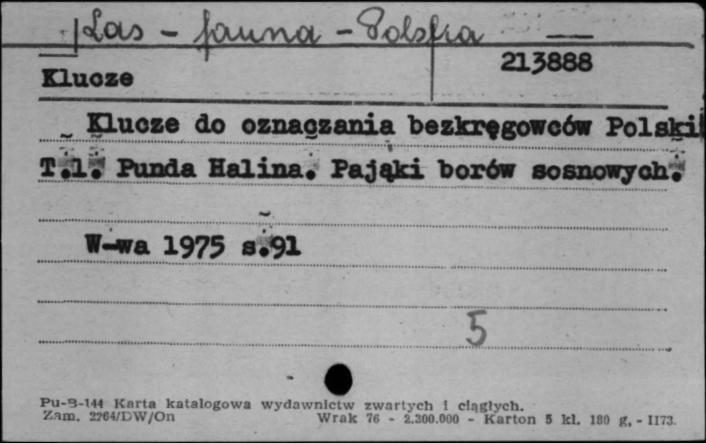 Las - fauna - Polska
213888
Klucze
Klucze do oznaczania bezkręgowców Polski
T.1. Punda Halina. Pająki borów sosnowych.
W-wa 1975 s.91
5
Pu-B-144 Karta katalogowa wydawnictw zwartych i ciągłych.
Zam. 2264/DW/On Wrak 76 - 2.300.000 - Karton 5 kl. 180 g. - II73.